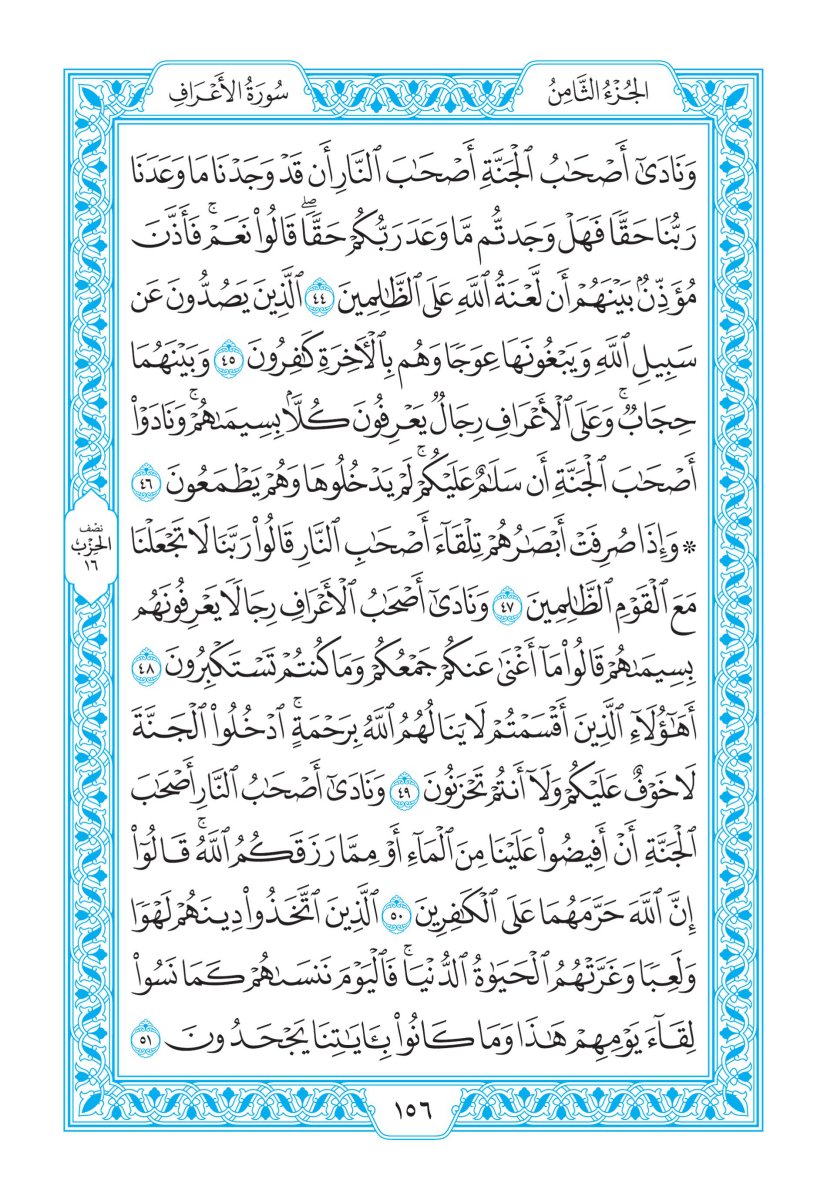 الجُزْءُ الثَّامِنُ
سُورَةُ الأَعْرَافِ
وَنَادَىٰٓ أَصْحَٰبُ ٱلْجَنَّةِ أَصْحَٰبَ ٱلنَّارِ أَن قَدْ وَجَدْنَا مَا وَعَدَنَا
رَبُّنَا حَقًّا فَهَلْ وَجَدتُّم مَّا وَعَدَ رَبُّكُمْ حَقًّاۖ قَالُوا۟ نَعَمْۚ فَأَذَّنَ
مُؤَذِّنٌۢ بَيْنَهُمْ أَن لَّعْنَةُ ٱللَّهِ عَلَى ٱلظَّٰلِمِينَ ٤٤ ٱلَّذِينَ يَصُدُّونَ عَن
سَبِيلِ ٱللَّهِ وَيَبْغُونَهَا عِوَجًا وَهُم بِٱلْءَاخِرَةِ كَٰفِرُونَ ٤٥ وَبَيْنَهُمَا
حِجَابٌۚ وَعَلَى ٱلْأَعْرَافِ رِجَالٌ يَعْرِفُونَ كُلًّۢا بِسِيمَىٰهُمْۚ وَنَادَوْا۟
أَصْحَٰبَ ٱلْجَنَّةِ أَن سَلَٰمٌ عَلَيْكُمْۚ لَمْ يَدْخُلُوهَا وَهُمْ يَطْمَعُونَ ٤٦
۞ وَإِذَا صُرِفَتْ أَبْصَٰرُهُمْ تِلْقَآءَ أَصْحَٰبِ ٱلنَّارِ قَالُوا۟ رَبَّنَا لَا تَجْعَلْنَا
نصف
الحِزْب
١٦
مَعَ ٱلْقَوْمِ ٱلظَّٰلِمِينَ ٤٧ وَنَادَىٰٓ أَصْحَٰبُ ٱلْأَعْرَافِ رِجَالًا يَعْرِفُونَهُم
بِسِيمَىٰهُمْ قَالُوا۟ مَآ أَغْنَىٰ عَنكُمْ جَمْعُكُمْ وَمَا كُنتُمْ تَسْتَكْبِرُونَ ٤٨
أَهَٰٓؤُلَآءِ ٱلَّذِينَ أَقْسَمْتُمْ لَا يَنَالُهُمُ ٱللَّهُ بِرَحْمَةٍۚ ٱدْخُلُوا۟ ٱلْجَنَّةَ
لَا خَوْفٌ عَلَيْكُمْ وَلَآ أَنتُمْ تَحْزَنُونَ ٤٩ وَنَادَىٰٓ أَصْحَٰبُ ٱلنَّارِ أَصْحَٰبَ
ٱلْجَنَّةِ أَنْ أَفِيضُوا۟ عَلَيْنَا مِنَ ٱلْمَآءِ أَوْ مِمَّا رَزَقَكُمُ ٱللَّهُۚ قَالُوٓا۟
إِنَّ ٱللَّهَ حَرَّمَهُمَا عَلَى ٱلْكَٰفِرِينَ ٥٠ ٱلَّذِينَ ٱتَّخَذُوا۟ دِينَهُمْ لَهْوًا
وَلَعِبًا وَغَرَّتْهُمُ ٱلْحَيَوٰةُ ٱلدُّنْيَاۚ فَٱلْيَوْمَ نَنسَىٰهُمْ كَمَا نَسُوا۟
لِقَآءَ يَوْمِهِمْ هَٰذَا وَمَا كَانُوا۟ بِـَٔايَٰتِنَا يَجْحَدُونَ ٥١
١٥٦